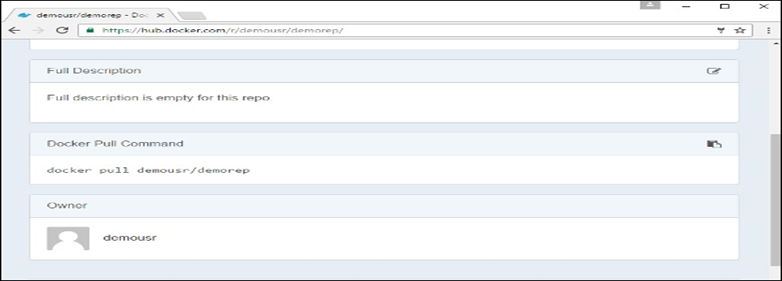 demousr/demorep - Doc
https://hub.docker.com/r/demousr/demorep/
Full Description
Full description is empty for this repo
Docker Pull Command
docker pull demousr/demorep
Owner
demousr